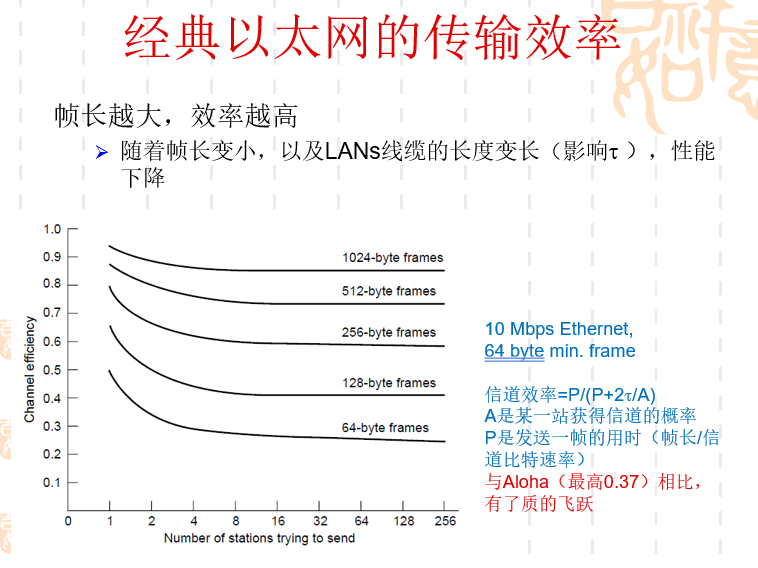 经典以太网的传输效率
帧长越大，效率越高
随着帧长变小，以及LANs线缆的长度变长（影响τ ），性能
下降
1.0
0.9
0.8
0.7
0.6
0.5
0.4
0.3
0.2
0.1
Channel efficiency
1024-byte frames
512-byte frames
256-byte frames
128-byte frames
64-byte frames
0 1 2 4 8 16 32 64 128 256
Number of stations trying to send
10 Mbps Ethernet,
64 byte min. frame
信道效率=P/(P+2τ/A)
A是某一站获得信道的概率
P是发送一帧的用时（帧长/信
道比特速率）
与Aloha（最高0.37）相比，
有了质的飞跃